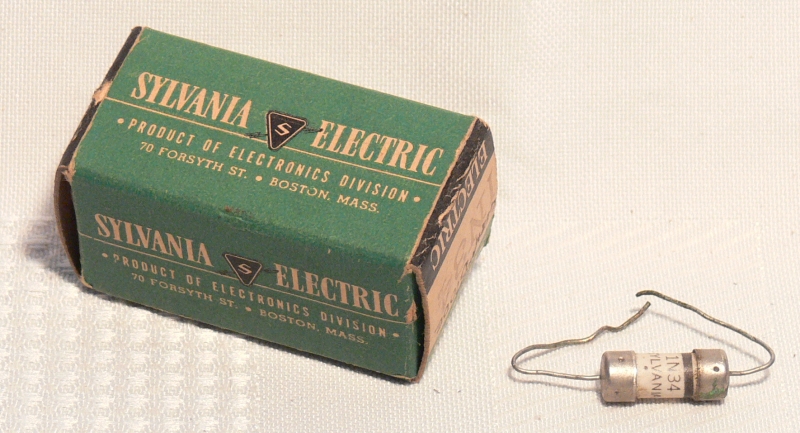 SYLVANIA S ELECTRIC
• PRODUCT OF ELECTRONICS DIVISION •
70 FORSYTH ST. • BOSTON, MASS.
SYLVANIA S ELECTRIC
• PRODUCT OF ELECTRONICS DIVISION •
70 FORSYTH ST. • BOSTON, MASS.
ELECTRIC
1N34